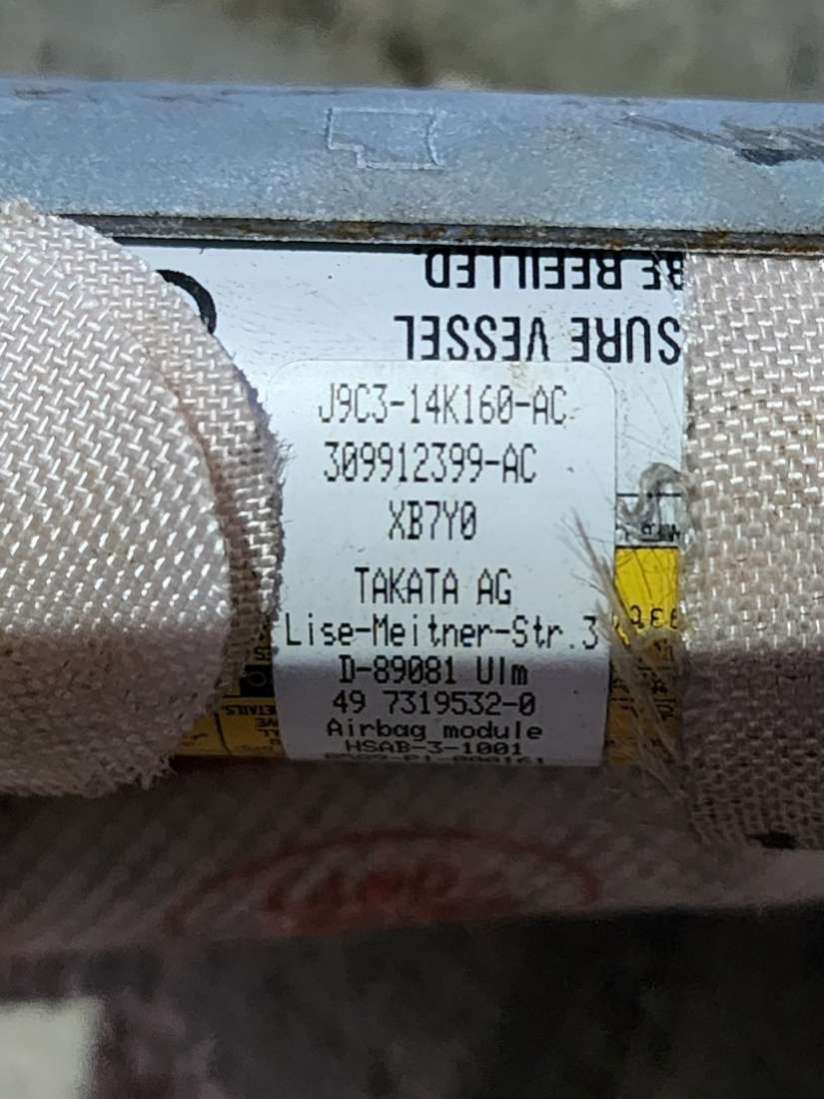 BE REFILLED.
SURE VESSEL
J9C3-14K160-AC
309912399-AC
XB7Y0
TAKATA AG
Lise-Meitner-Str.3
D-89081 Ulm
49 7319532-0
Airbag module
HSAB-3-1001